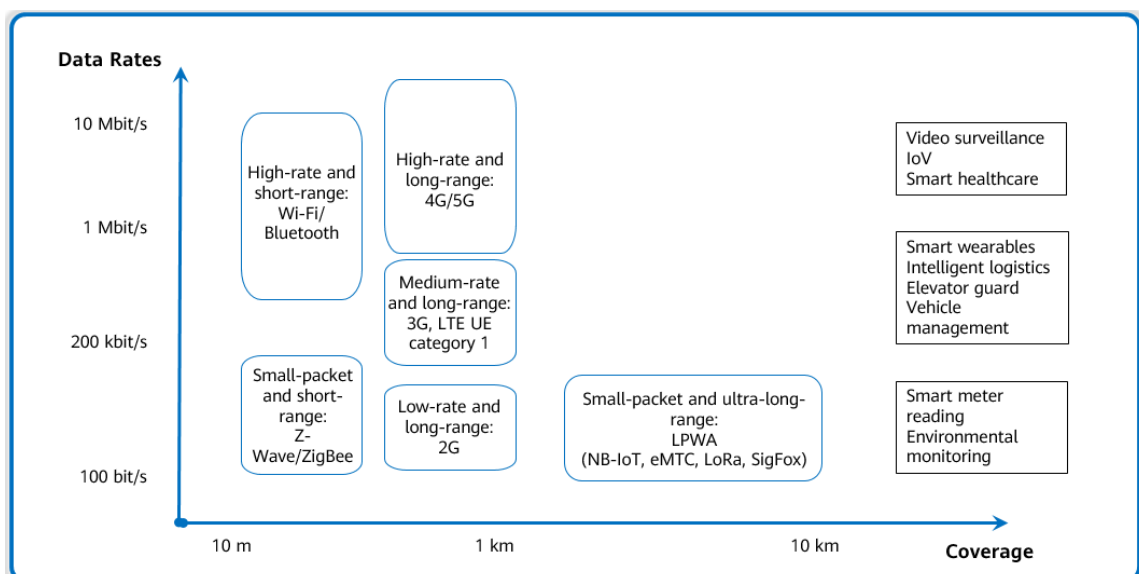 Data Rates
10 Mbit/s
1 Mbit/s
200 kbit/s
100 bit/s
High-rate and
short-range:
Wi-Fi/
Bluetooth
Small-packet
and short-
range:
Z-
Wave/ZigBee
High-rate and
long-range:
4G/5G
Medium-rate
and long-range:
3G, LTE UE
category 1
Low-rate and
long-range:
2G
Small-packet and ultra-long-
range:
LPWA
(NB-IoT, eMTC, LoRa, SigFox)
Video surveillance
IoV
Smart healthcare
Smart wearables
Intelligent logistics
Elevator guard
Vehicle
management
Smart meter
reading
Environmental
monitoring
10 m
1 km
10 km
Coverage